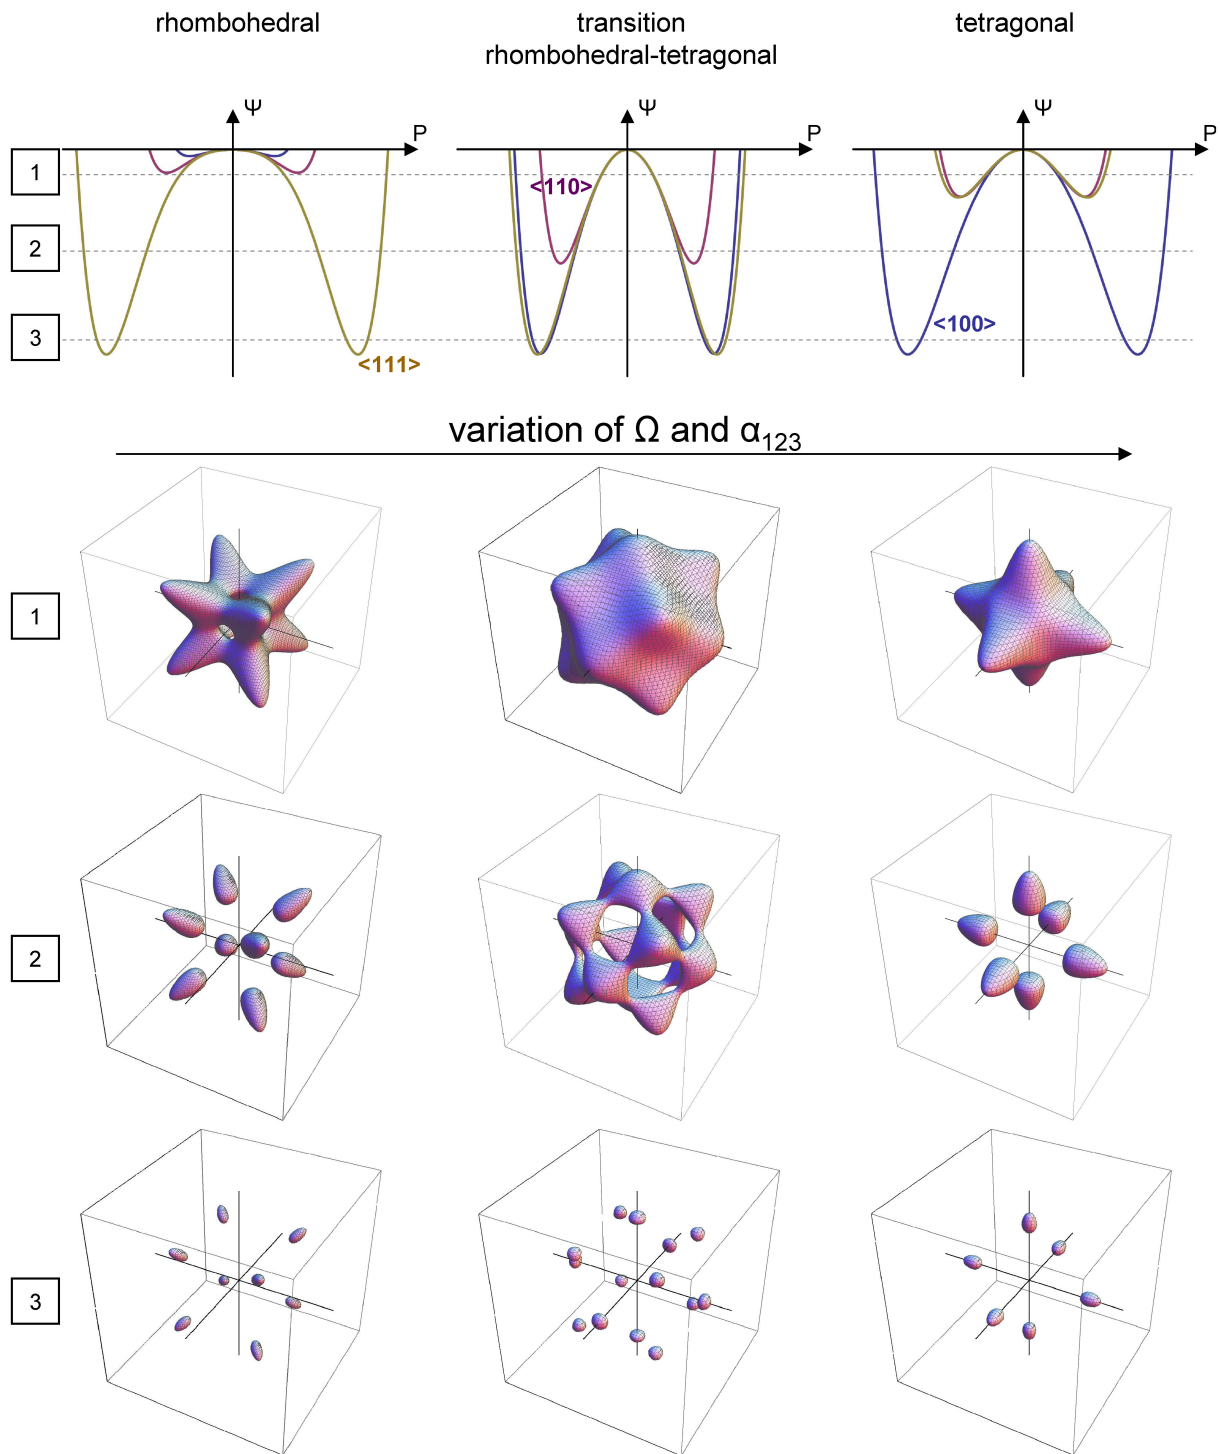 rhombohedral
transition
rhombohedral-tetragonal
tetragonal
Ψ
P
Ψ
P
Ψ
P
1
<110>
2
<100>
3
<111>
variation of Ω and α₁₂₃
1
2
3